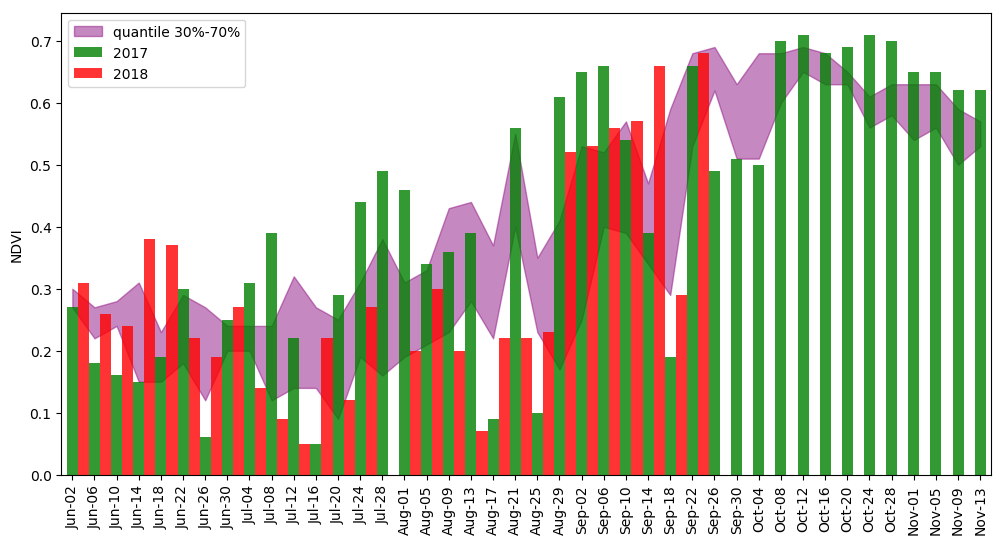 quantile 30%-70%
2017
2018
NDVI
0.7
0.6
0.5
0.4
0.3
0.2
0.1
0.0
Jun-02
Jun-06
Jun-10
Jun-14
Jun-18
Jun-22
Jun-26
Jun-30
Jul-04
Jul-08
Jul-12
Jul-16
Jul-20
Jul-24
Jul-28
Aug-01
Aug-05
Aug-09
Aug-13
Aug-17
Aug-21
Aug-25
Aug-29
Sep-02
Sep-06
Sep-10
Sep-14
Sep-18
Sep-22
Sep-26
Sep-30
Oct-04
Oct-08
Oct-12
Oct-16
Oct-20
Oct-24
Oct-28
Nov-01
Nov-05
Nov-09
Nov-13